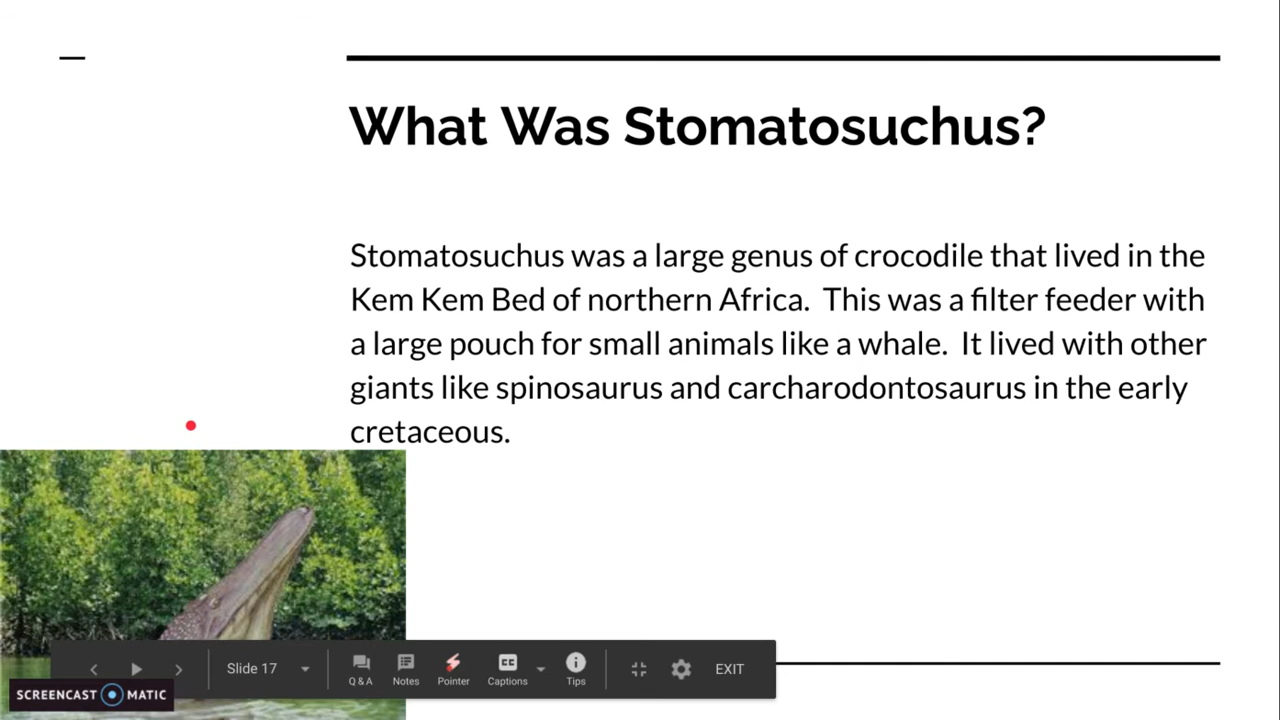 What Was Stomatosuchus?
Stomatosuchus was a large genus of crocodile that lived in the
Kem Kem Bed of northern Africa.  This was a filter feeder with
a large pouch for small animals like a whale.  It lived with other
giants like spinosaurus and carcharodontosaurus in the early
cretaceous.
Slide 17
Q & A
Notes
Pointer
CC
Captions
Tips
EXIT
SCREENCAST MATIC